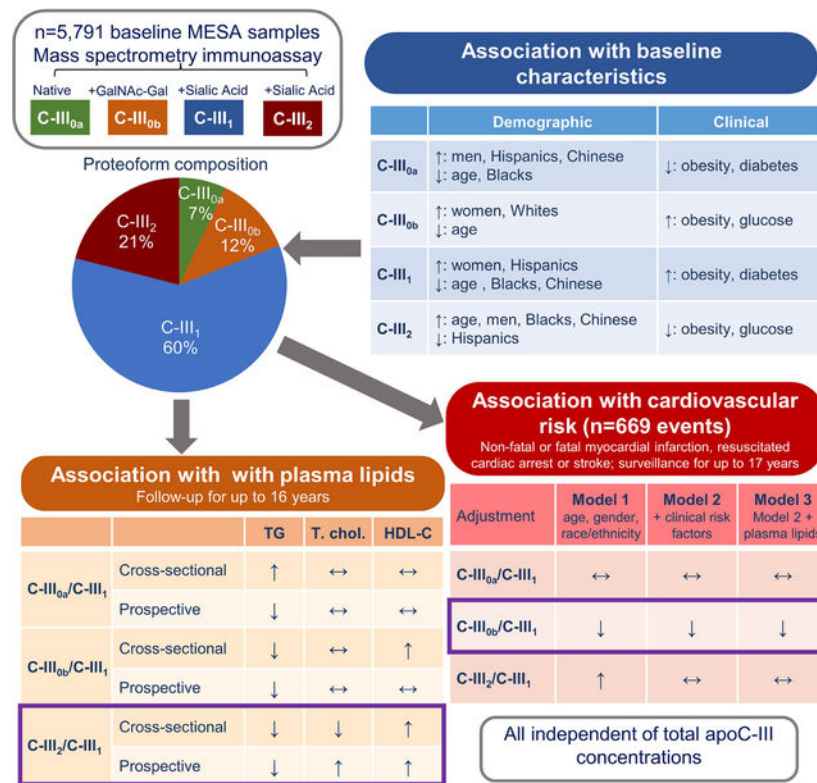 n=5,791 baseline MESA samples
Mass spectrometry immunoassay
Native +GalNAc-Gal +Sialic Acid +Sialic Acid
C-III₀ₐ C-III₀b C-III₁ C-III₂
Proteoform composition
C-III₀ₐ
7%
C-III₀b
12%
C-III₂
21%
C-III₁
60%
Association with baseline
characteristics
Demographic Clinical
C-III₀ₐ ↑: men, Hispanics, Chinese
↓: age, Blacks ↓: obesity, diabetes
C-III₀b ↑: women, Whites
↓: age ↑: obesity, glucose
C-III₁ ↑: women, Hispanics
↓: age , Blacks, Chinese ↑: obesity, diabetes
C-III₂ ↑: age, men, Blacks, Chinese
↓: Hispanics ↓: obesity, glucose
Association with with plasma lipids
Follow-up for up to 16 years
TG T. chol. HDL-C
C-III₀ₐ/C-III₁
Cross-sectional ↑ ↔ ↔
Prospective ↓ ↔ ↔
C-III₀b/C-III₁
Cross-sectional ↓ ↔ ↑
Prospective ↓ ↔ ↔
C-III₂/C-III₁
Cross-sectional ↓ ↓ ↑
Prospective ↓ ↑ ↑
Association with cardiovascular
risk (n=669 events)
Non-fatal or fatal myocardial infarction, resuscitated
cardiac arrest or stroke; surveillance for up to 17 years
Adjustment
Model 1
age, gender,
race/ethnicity
Model 2
+ clinical risk
factors
Model 3
Model 2 +
plasma lipids
C-III₀ₐ/C-III₁ ↔ ↔ ↔
C-III₀b/C-III₁ ↓ ↓ ↓
C-III₂/C-III₁ ↑ ↔ ↔
All independent of total apoC-III
concentrations